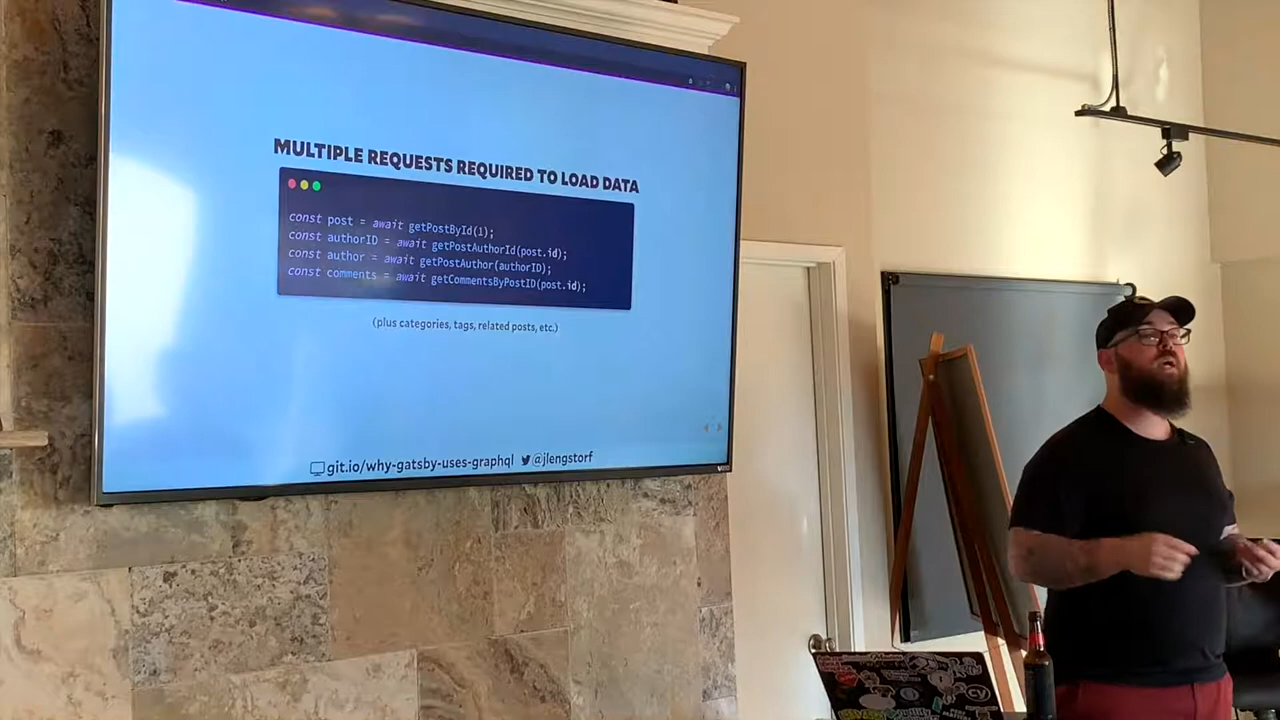 MULTIPLE REQUESTS REQUIRED TO LOAD DATA
const post = await getPostById(1);
const authorID = await getPostAuthorId(post.id);
const author = await getPostAuthor(authorID);
const comments = await getCommentsByPostID(post.id);
(plus categories, tags, related posts, etc.)
git.io/why-gatsby-uses-graphql @jlengstorf
VIZIO